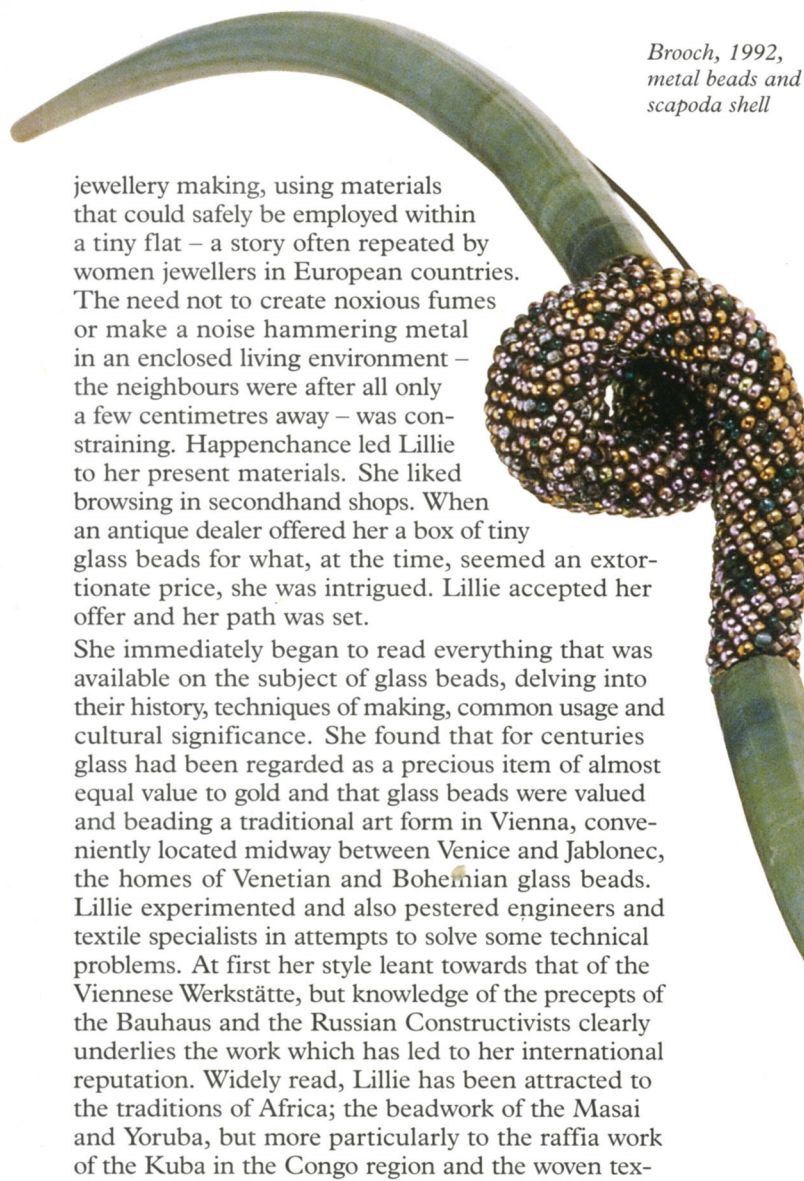 Brooch, 1992,
metal beads and
scapoda shell
jewellery making, using materials
that could safely be employed within
a tiny flat – a story often repeated by
women jewellers in European countries.
The need not to create noxious fumes
or make a noise hammering metal
in an enclosed living environment –
the neighbours were after all only
a few centimetres away – was con-
straining. Happenchance led Lillie
to her present materials. She liked
browsing in secondhand shops. When
an antique dealer offered her a box of tiny
glass beads for what, at the time, seemed an extor-
tionate price, she was intrigued. Lillie accepted her
offer and her path was set.
She immediately began to read everything that was
available on the subject of glass beads, delving into
their history, techniques of making, common usage and
cultural significance. She found that for centuries
glass had been regarded as a precious item of almost
equal value to gold and that glass beads were valued
and beading a traditional art form in Vienna, conve-
niently located midway between Venice and Jablonec,
the homes of Venetian and Bohemian glass beads.
Lillie experimented and also pestered engineers and
textile specialists in attempts to solve some technical
problems. At first her style leant towards that of the
Viennese Werkstätte, but knowledge of the precepts of
the Bauhaus and the Russian Constructivists clearly
underlies the work which has led to her international
reputation. Widely read, Lillie has been attracted to
the traditions of Africa; the beadwork of the Masai
and Yoruba, but more particularly to the raffia work
of the Kuba in the Congo region and the woven tex-